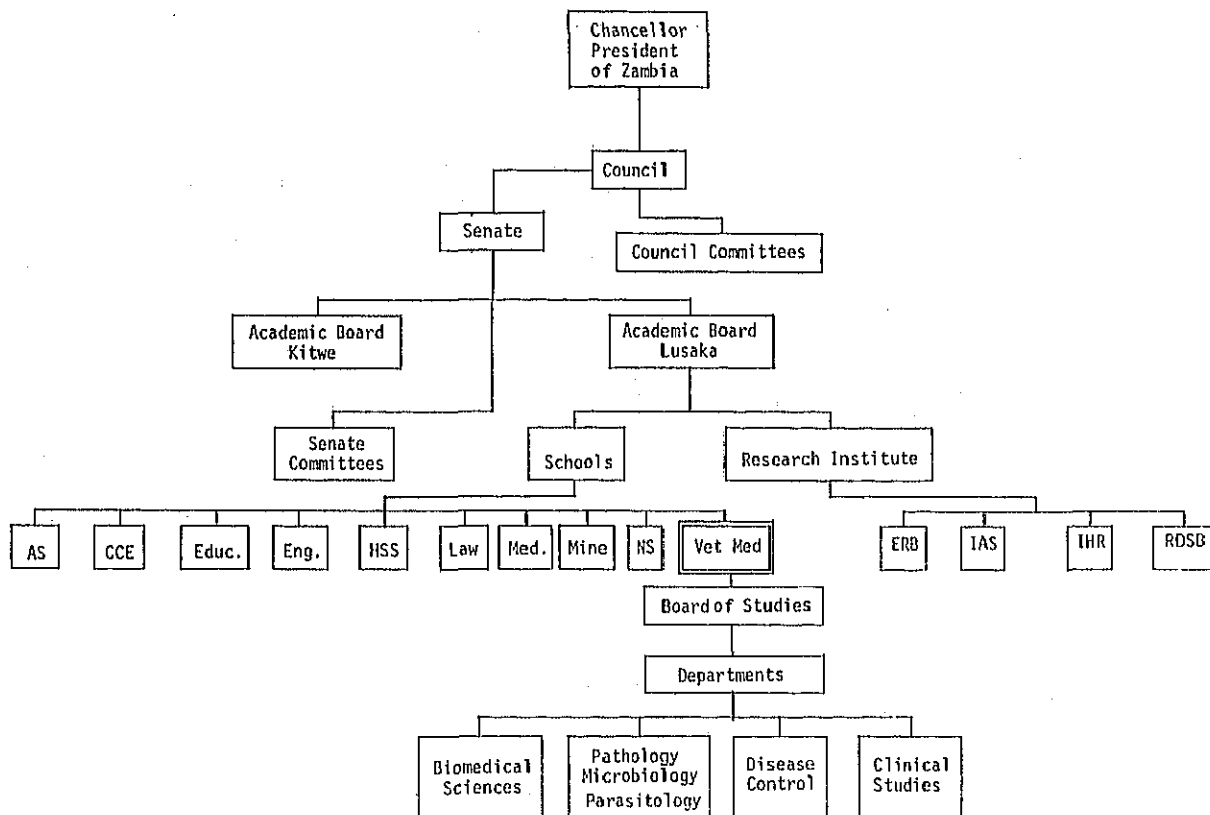 Chancellor
President
of Zambia
Council
Senate
Council Committees
Academic Board
Kitwe
Academic Board
Lusaka
Senate
Committees
Schools
Research Institute
AS
CCE
Educ.
Eng.
HSS
Law
Med.
Mine
NS
Vet Med
ERB
IAS
IHR
RDSB
Board of Studies
Departments
Biomedical
Sciences
Pathology
Microbiology
Parasitology
Disease
Control
Clinical
Studies